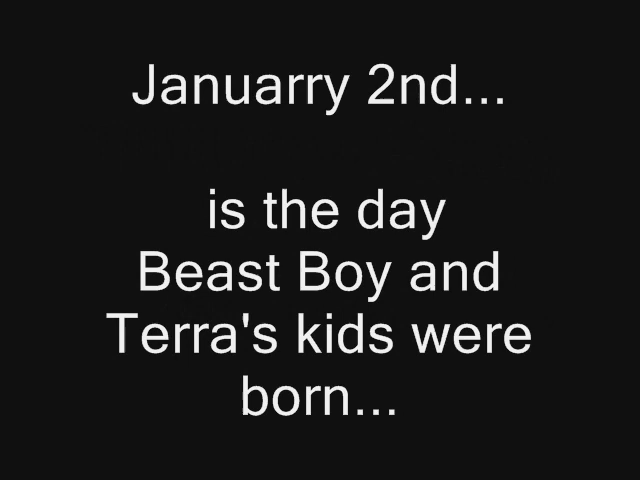 Januarry 2nd...
is the day
Beast Boy and
Terra's kids were
born...